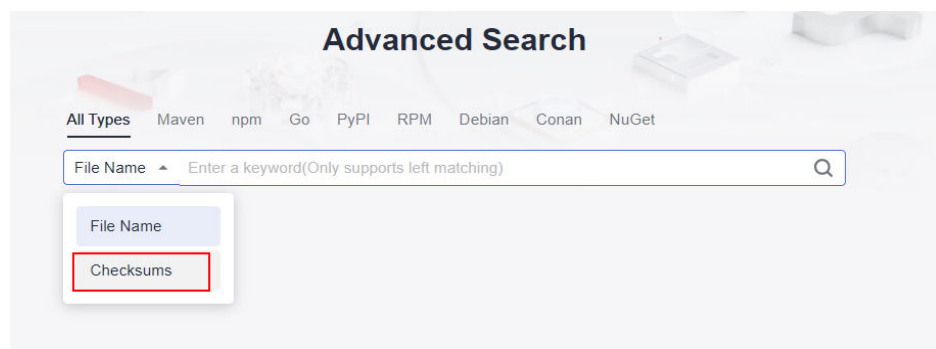 Advanced Search
All Types Maven npm Go PyPI RPM Debian Conan NuGet
File Name Enter a keyword(Only supports left matching)
File Name
Checksums